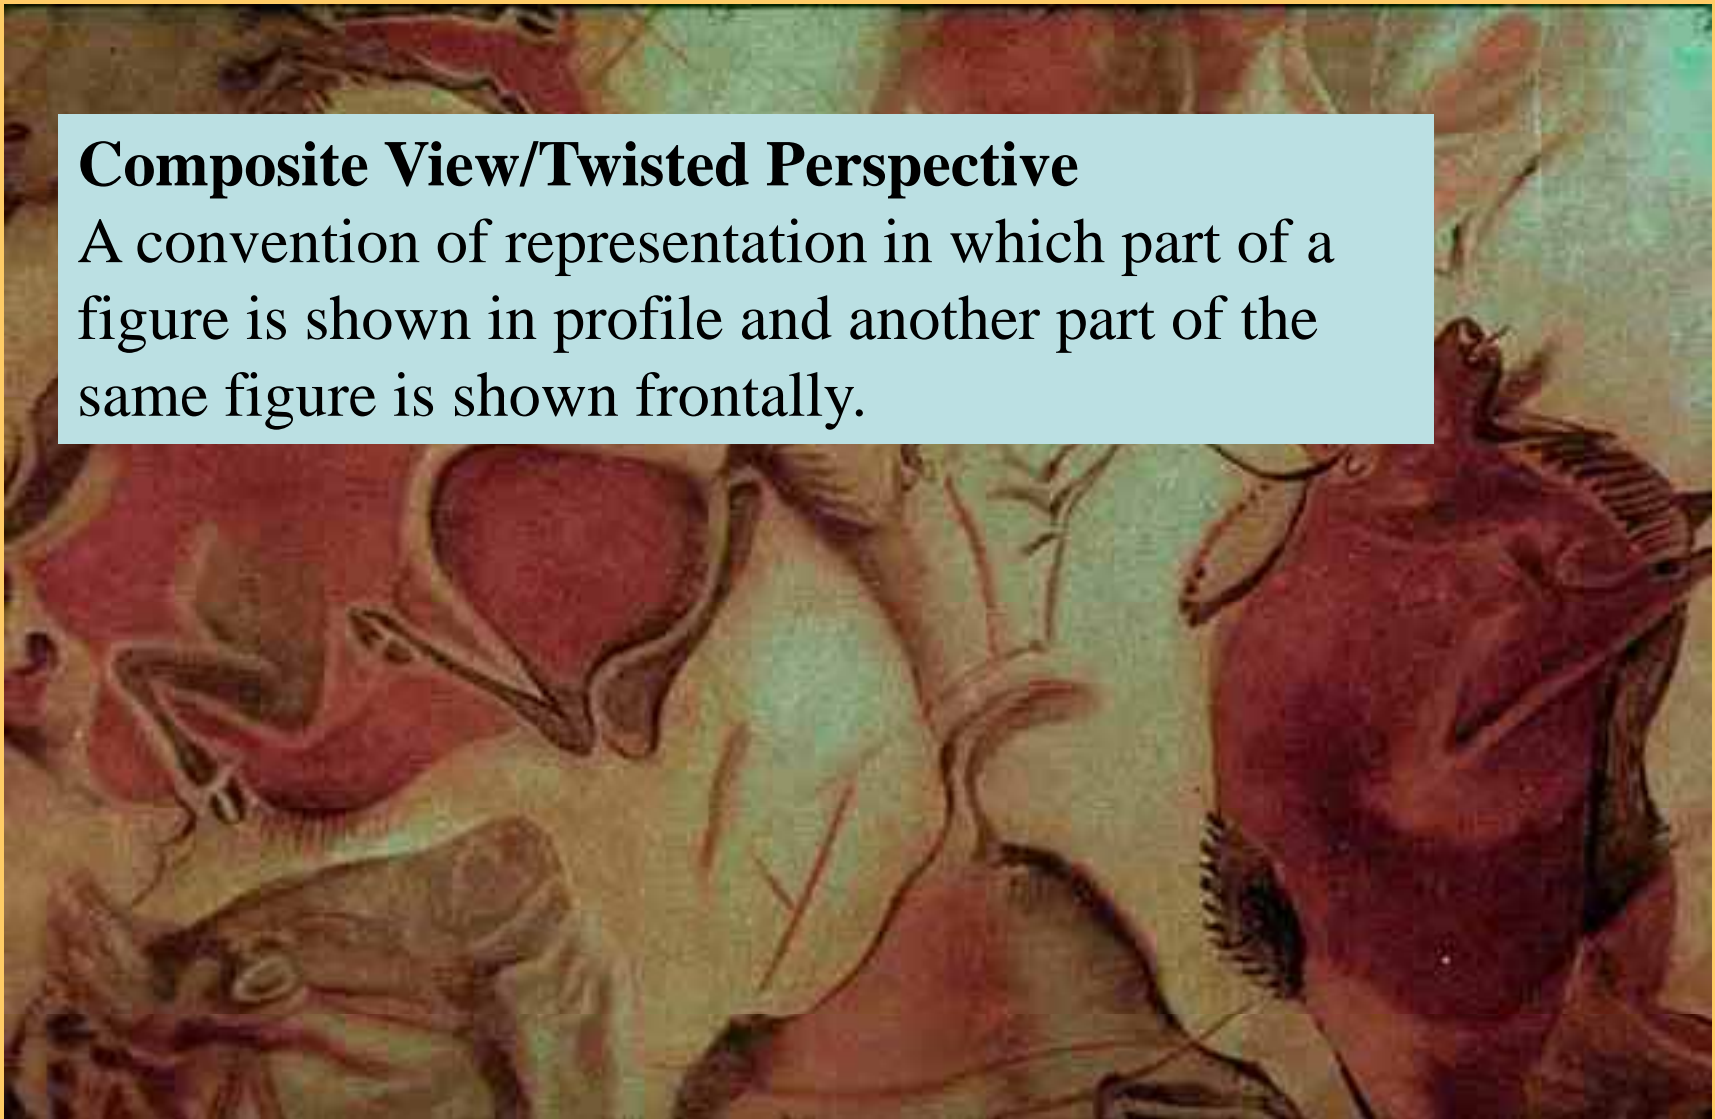 Composite View/Twisted Perspective
A convention of representation in which part of a
figure is shown in profile and another part of the
same figure is shown frontally.